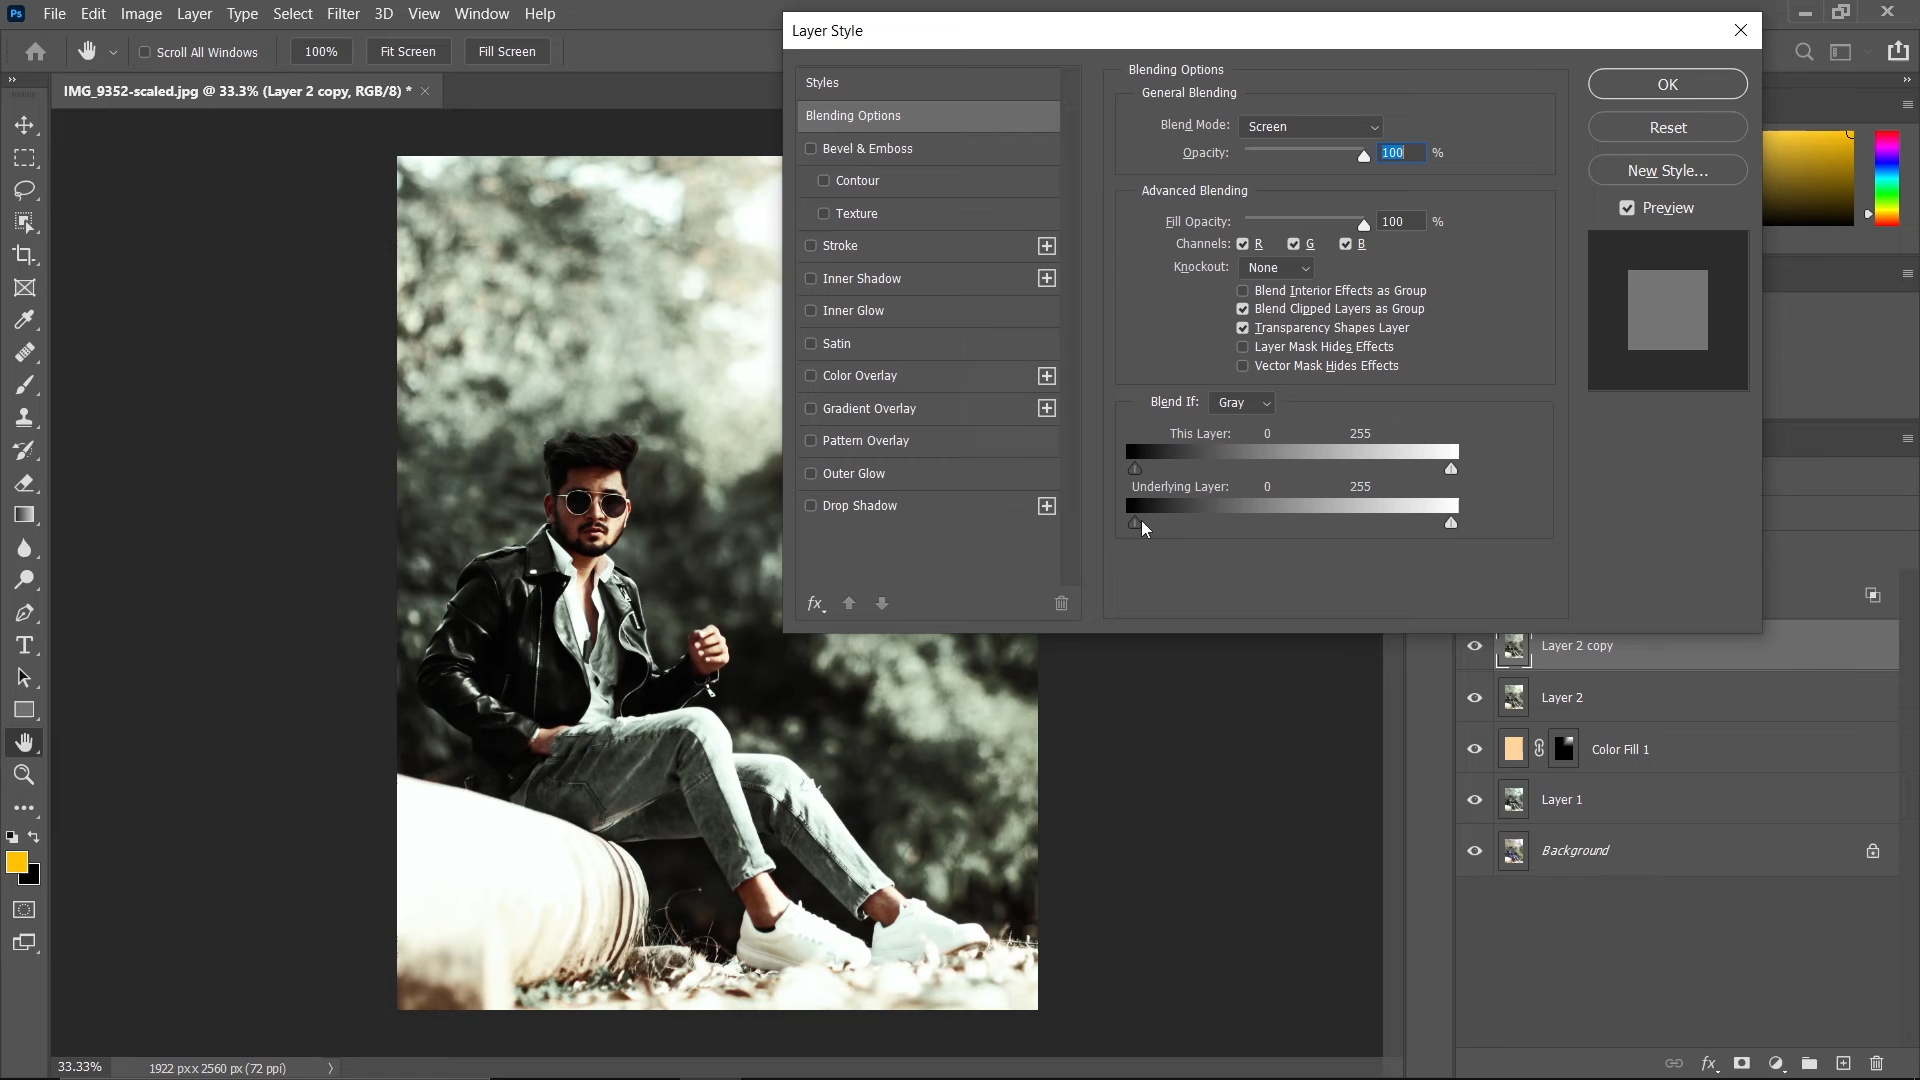 Ps File Edit Image Layer Type Select Filter 3D View Window Help
Scroll All Windows 100% Fit Screen Fill Screen
IMG_9352-scaled.jpg @ 33.3% (Layer 2 copy, RGB/8) *
Layer Style
Styles
Blending Options
Bevel & Emboss
Contour
Texture
Stroke
Inner Shadow
Inner Glow
Satin
Color Overlay
Gradient Overlay
Pattern Overlay
Outer Glow
Drop Shadow
fx
Blending Options
General Blending
Blend Mode: Screen
Opacity: 100 %
Advanced Blending
Fill Opacity: 100 %
Channels: R G B
Knockout: None
Blend Interior Effects as Group
Blend Clipped Layers as Group
Transparency Shapes Layer
Layer Mask Hides Effects
Vector Mask Hides Effects
Blend If: Gray
This Layer: 0 255
Underlying Layer: 0 255
OK
Reset
New Style...
Preview
Layer 2 copy
Layer 2
Color Fill 1
Layer 1
Background
fx
33.33% 1922 px x 2560 px (72 ppi)